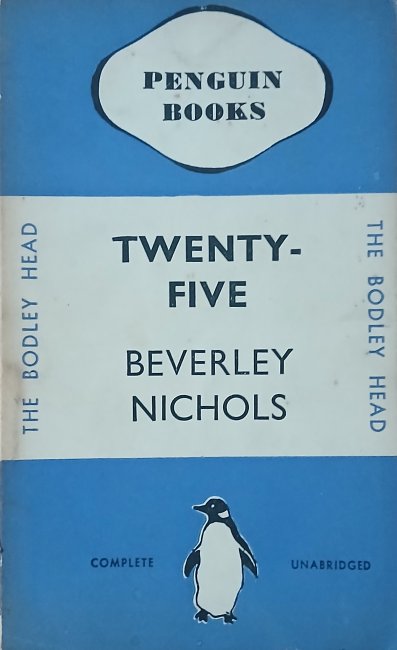 PENGUIN
BOOKS
THE BODLEY HEAD
TWENTY-
FIVE
BEVERLEY
NICHOLS
THE BODLEY HEAD
COMPLETE
UNABRIDGED